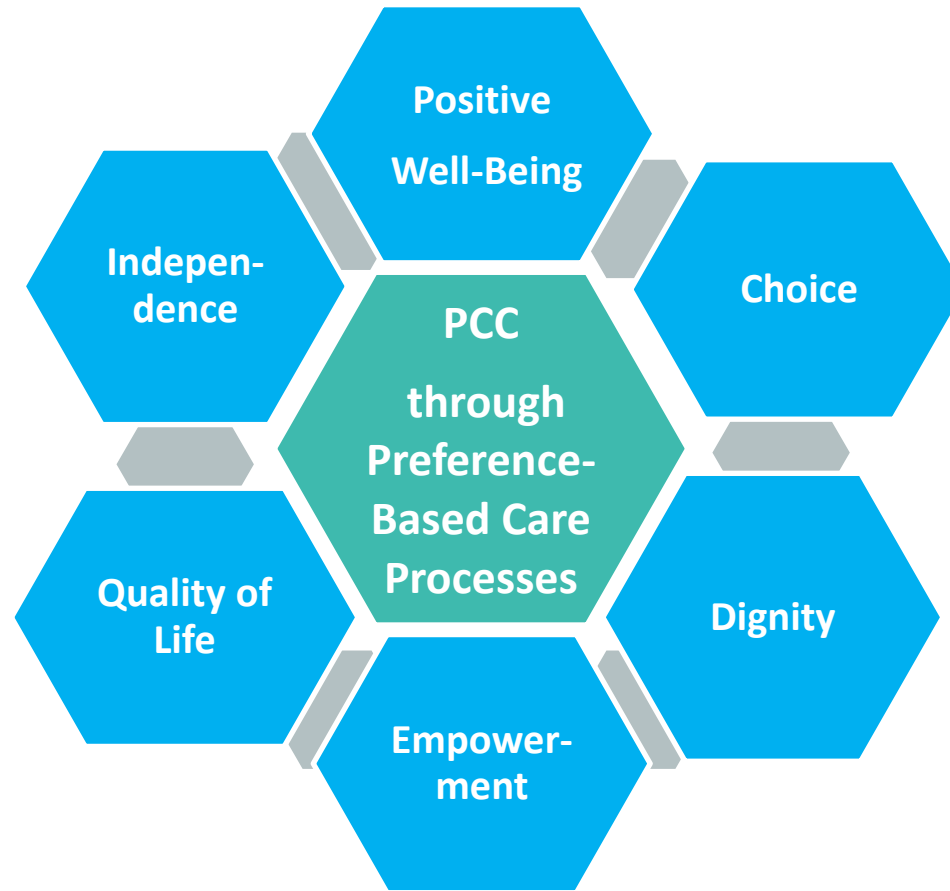 Positive
Well-Being
Choice
Dignity
Empower-
ment
Quality of
Life
Indepen-
dence
PCC
through
Preference-
Based Care
Processes